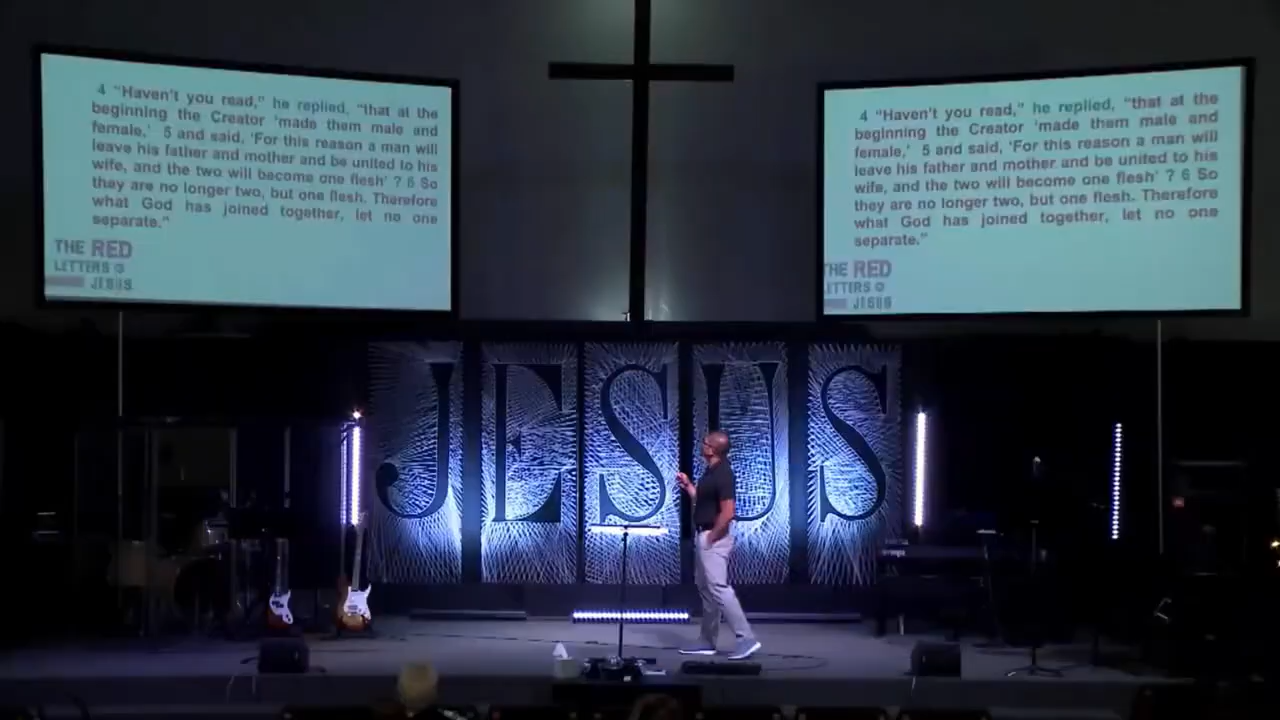 4 “Haven't you read,” he replied, “that at the
beginning the Creator ‘made them male and
female,’ 5 and said, ‘For this reason a man will
leave his father and mother and be united to his
wife, and the two will become one flesh’ ? 6 So
they are no longer two, but one flesh. Therefore
what God has joined together, let no one
separate.”
THE RED
LETTERS OF
JESUS
4 “Haven't you read,” he replied, “that at the
beginning the Creator ‘made them male and
female,’ 5 and said, ‘For this reason a man will
leave his father and mother and be united to his
wife, and the two will become one flesh’ ? 6 So
they are no longer two, but one flesh. Therefore
what God has joined together, let no one
separate.”
THE RED
LETTERS OF
JESUS
JESUS